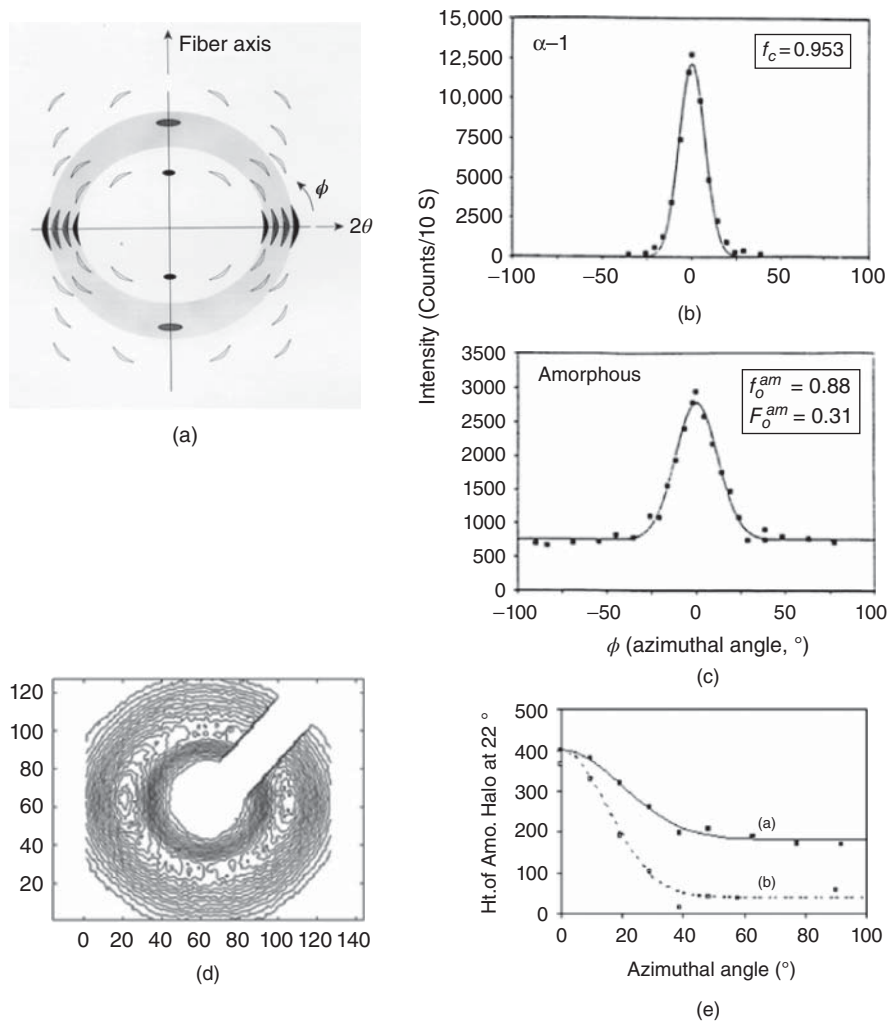 Fiber axis
ϕ
2θ
(a)
Intensity (Counts/10 S)
15,000
12,500
10,000
7500
5000
2500
0
α–1
f_c = 0.953
−100
−50
0
50
100
(b)
3500
3000
2500
2000
1500
1000
500
0
Amorphous
f_o^am = 0.88
F_o^am = 0.31
−100
−50
0
50
100
ϕ (azimuthal angle, °)
(c)
120
100
80
60
40
20
0 20 40 60 80 100 120 140
(d)
Ht.of Amo. Halo at 22 °
500
400
300
200
100
0
(a)
(b)
0 20 40 60 80 100
Azimuthal angle (°)
(e)